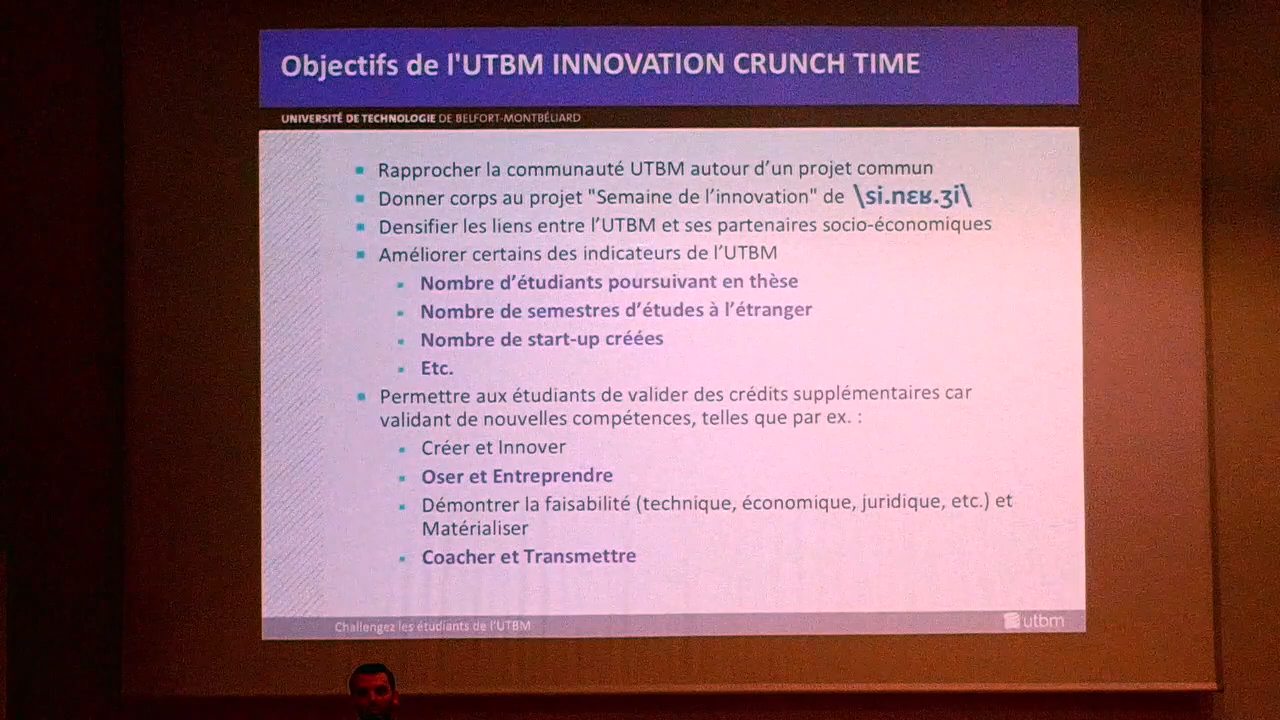 Objectifs de l'UTBM INNOVATION CRUNCH TIME
UNIVERSITÉ DE TECHNOLOGIE DE BELFORT-MONTBÉLIARD
Rapprocher la communauté UTBM autour d’un projet commun
Donner corps au projet "Semaine de l’innovation" de \si.nɛʁ.ʒi\
Densifier les liens entre l’UTBM et ses partenaires socio-économiques
Améliorer certains des indicateurs de l’UTBM
Nombre d’étudiants poursuivant en thèse
Nombre de semestres d’études à l’étranger
Nombre de start-up créées
Etc.
Permettre aux étudiants de valider des crédits supplémentaires car
validant de nouvelles compétences, telles que par ex. :
Créer et Innover
Oser et Entreprendre
Démontrer la faisabilité (technique, économique, juridique, etc.) et
Matérialiser
Coacher et Transmettre
Challengez les étudiants de l’UTBM
utbm